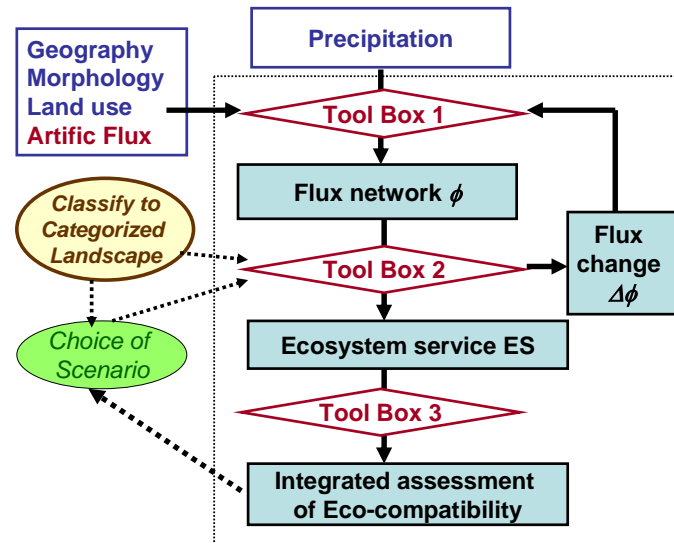 Precipitation
Geography
Morphology
Land use
Artific Flux
Tool Box 1
Flux network ϕ
Classify to
Categorized
Landscape
Tool Box 2
Flux
change
Δϕ
Choice of
Scenario
Ecosystem service ES
Tool Box 3
Integrated assessment
of Eco-compatibility